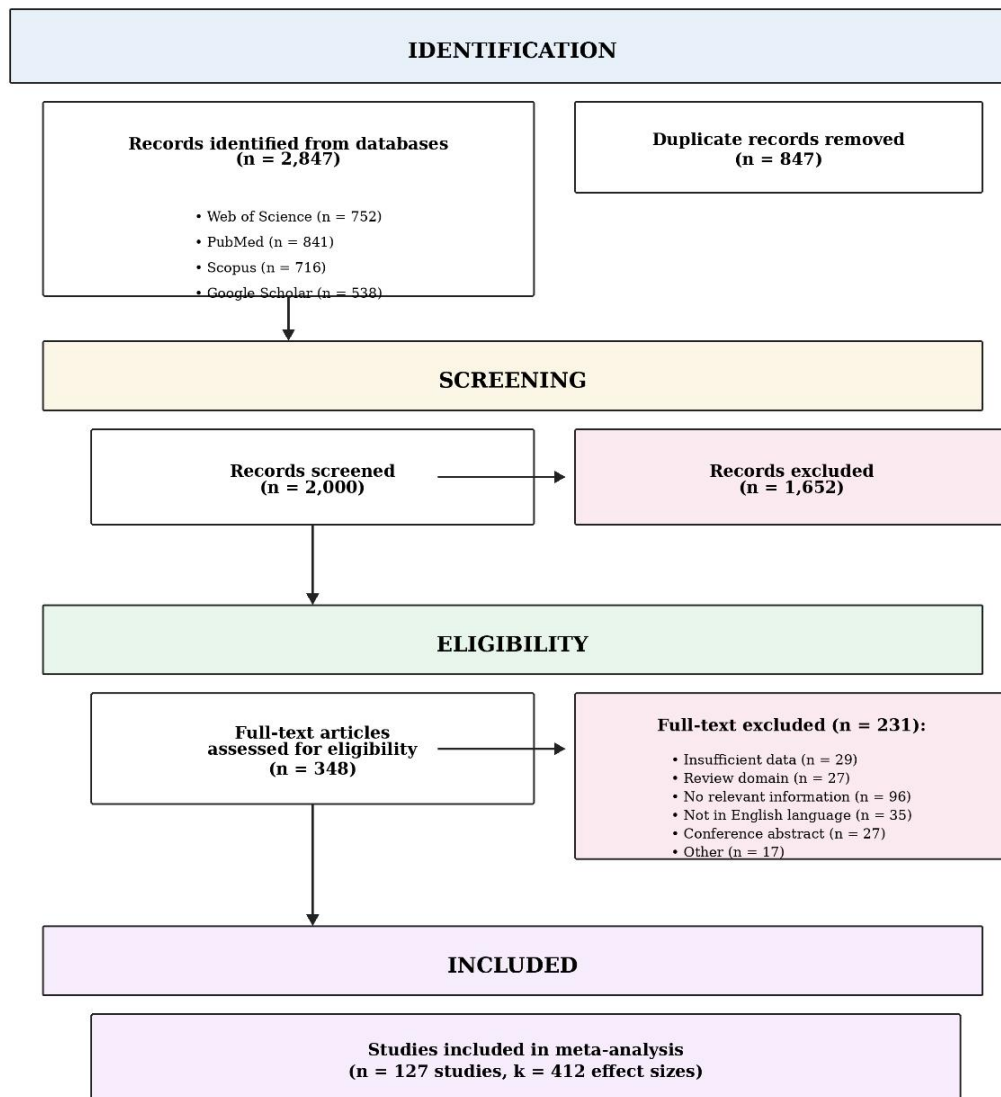 IDENTIFICATION
Records identified from databases
(n = 2,847)
• Web of Science (n = 752)
• PubMed (n = 841)
• Scopus (n = 716)
• Google Scholar (n = 538)
Duplicate records removed
(n = 847)
SCREENING
Records screened
(n = 2,000)
Records excluded
(n = 1,652)
ELIGIBILITY
Full-text articles
assessed for eligibility
(n = 348)
Full-text excluded (n = 231):
• Insufficient data (n = 29)
• Review domain (n = 27)
• No relevant information (n = 96)
• Not in English language (n = 35)
• Conference abstract (n = 27)
• Other (n = 17)
INCLUDED
Studies included in meta-analysis
(n = 127 studies, k = 412 effect sizes)